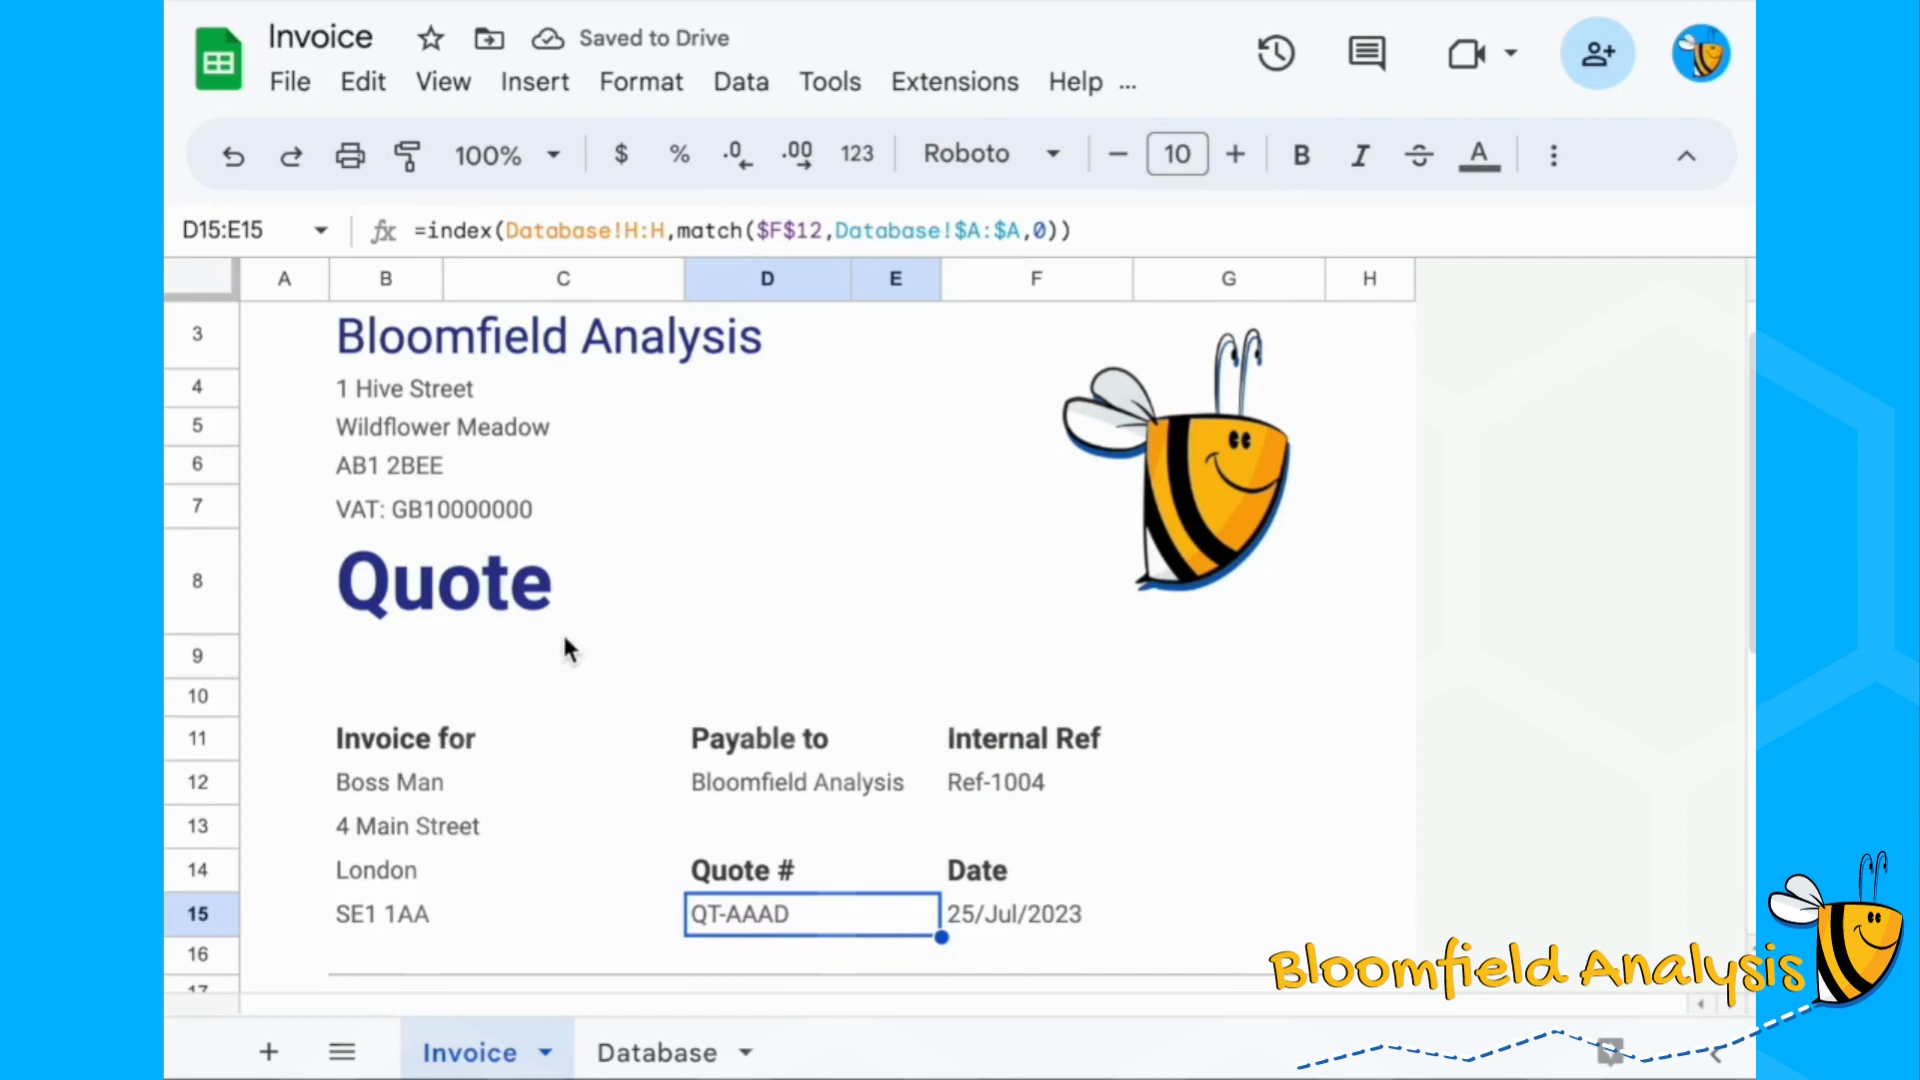 Invoice Saved to Drive
File Edit View Insert Format Data Tools Extensions Help ...
100% $ % .0 .00 123 Roboto − 10 + B I S A
D15:E15 fx =index(Database!H:H,match($F$12,Database!$A:$A,0))
A B C D E F G H
3 Bloomfield Analysis
4 1 Hive Street
5 Wildflower Meadow
6 AB1 2BEE
7 VAT: GB10000000
8 Quote
9
10
11 Invoice for Payable to Internal Ref
12 Boss Man Bloomfield Analysis Ref-1004
13 4 Main Street
14 London Quote # Date
15 SE1 1AA QT-AAAD 25/Jul/2023
16
17
Bloomfield Analysis
+ Invoice Database